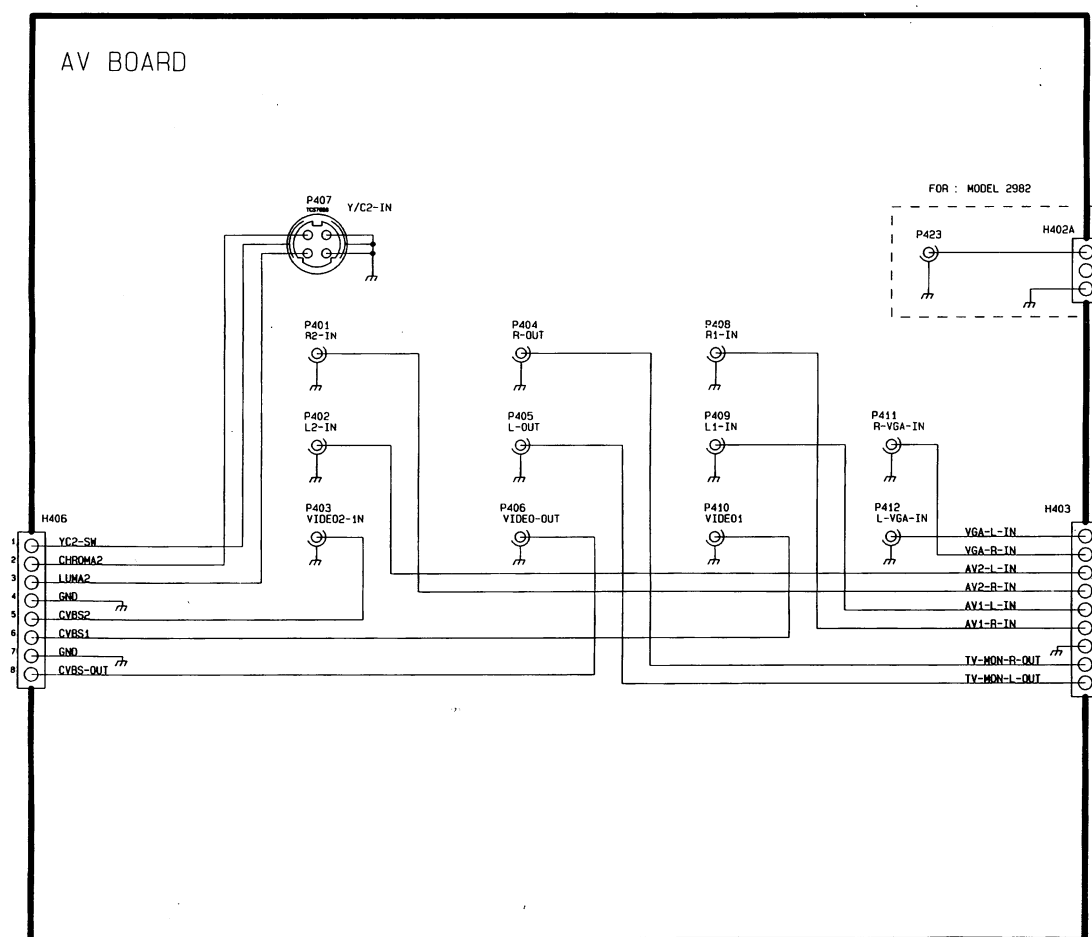 AV BOARD
FOR : MODEL 2982
P407
Y/C2-IN
P423
H402A
P401
R2-IN
P404
R-OUT
P408
R1-IN
P402
L2-IN
P405
L-OUT
P409
L1-IN
P411
R-VGA-IN
P403
VIDEO2-1N
P406
VIDEO-OUT
P410
VIDEO1
P412
L-VGA-IN
H406
1 YC2-SW
2 CHROMA2
3 LUMA2
4 GND
5 CVBS2
6 CVBS1
7 GND
8 CVBS-OUT
H403
VGA-L-IN
VGA-R-IN
AV2-L-IN
AV2-R-IN
AV1-L-IN
AV1-R-IN
TV-MON-R-OUT
TV-MON-L-OUT